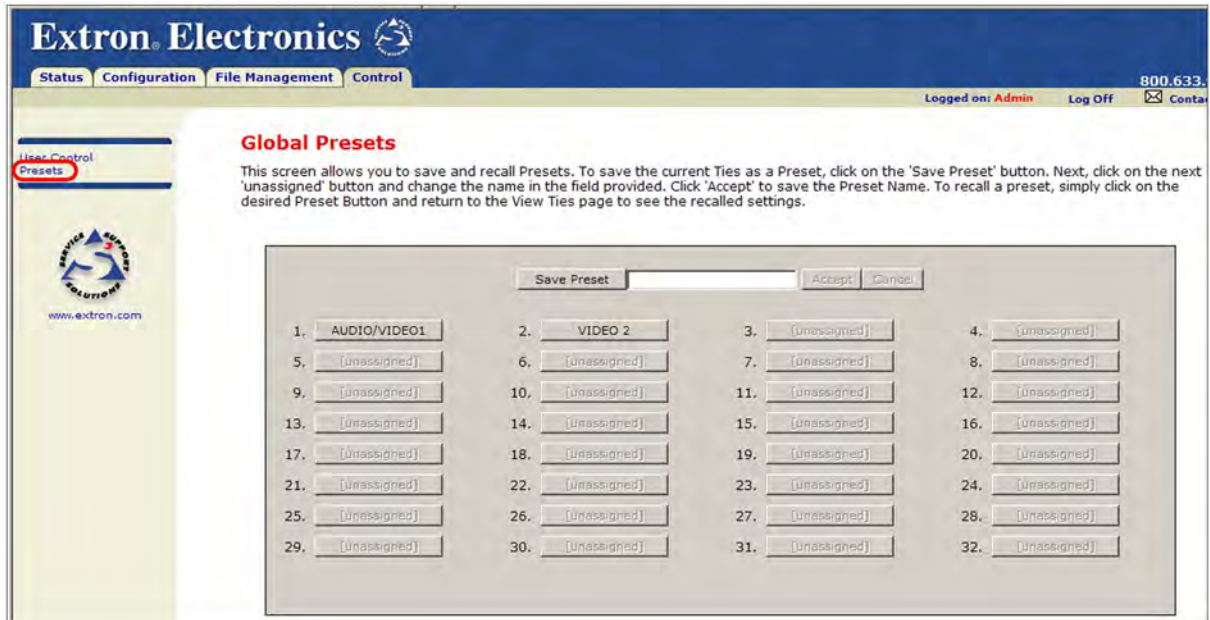 Extron® Electronics
Status Configuration File Management Control
800.633.
Logged on: Admin Log Off Conta
User Control
Presets
SERVICE SUPPORT SOLUTIONS
3
www.extron.com
Global Presets
This screen allows you to save and recall Presets. To save the current Ties as a Preset, click on the 'Save Preset' button. Next, click on the next
'unassigned' button and change the name in the field provided. Click 'Accept' to save the Preset Name. To recall a preset, simply click on the
desired Preset Button and return to the View Ties page to see the recalled settings.
Save Preset Accept Cancel
1. AUDIO/VIDEO1 2. VIDEO 2 3. [unassigned] 4. [unassigned]
5. [unassigned] 6. [unassigned] 7. [unassigned] 8. [unassigned]
9. [unassigned] 10. [unassigned] 11. [unassigned] 12. [unassigned]
13. [unassigned] 14. [unassigned] 15. [unassigned] 16. [unassigned]
17. [unassigned] 18. [unassigned] 19. [unassigned] 20. [unassigned]
21. [unassigned] 22. [unassigned] 23. [unassigned] 24. [unassigned]
25. [unassigned] 26. [unassigned] 27. [unassigned] 28. [unassigned]
29. [unassigned] 30. [unassigned] 31. [unassigned] 32. [unassigned]